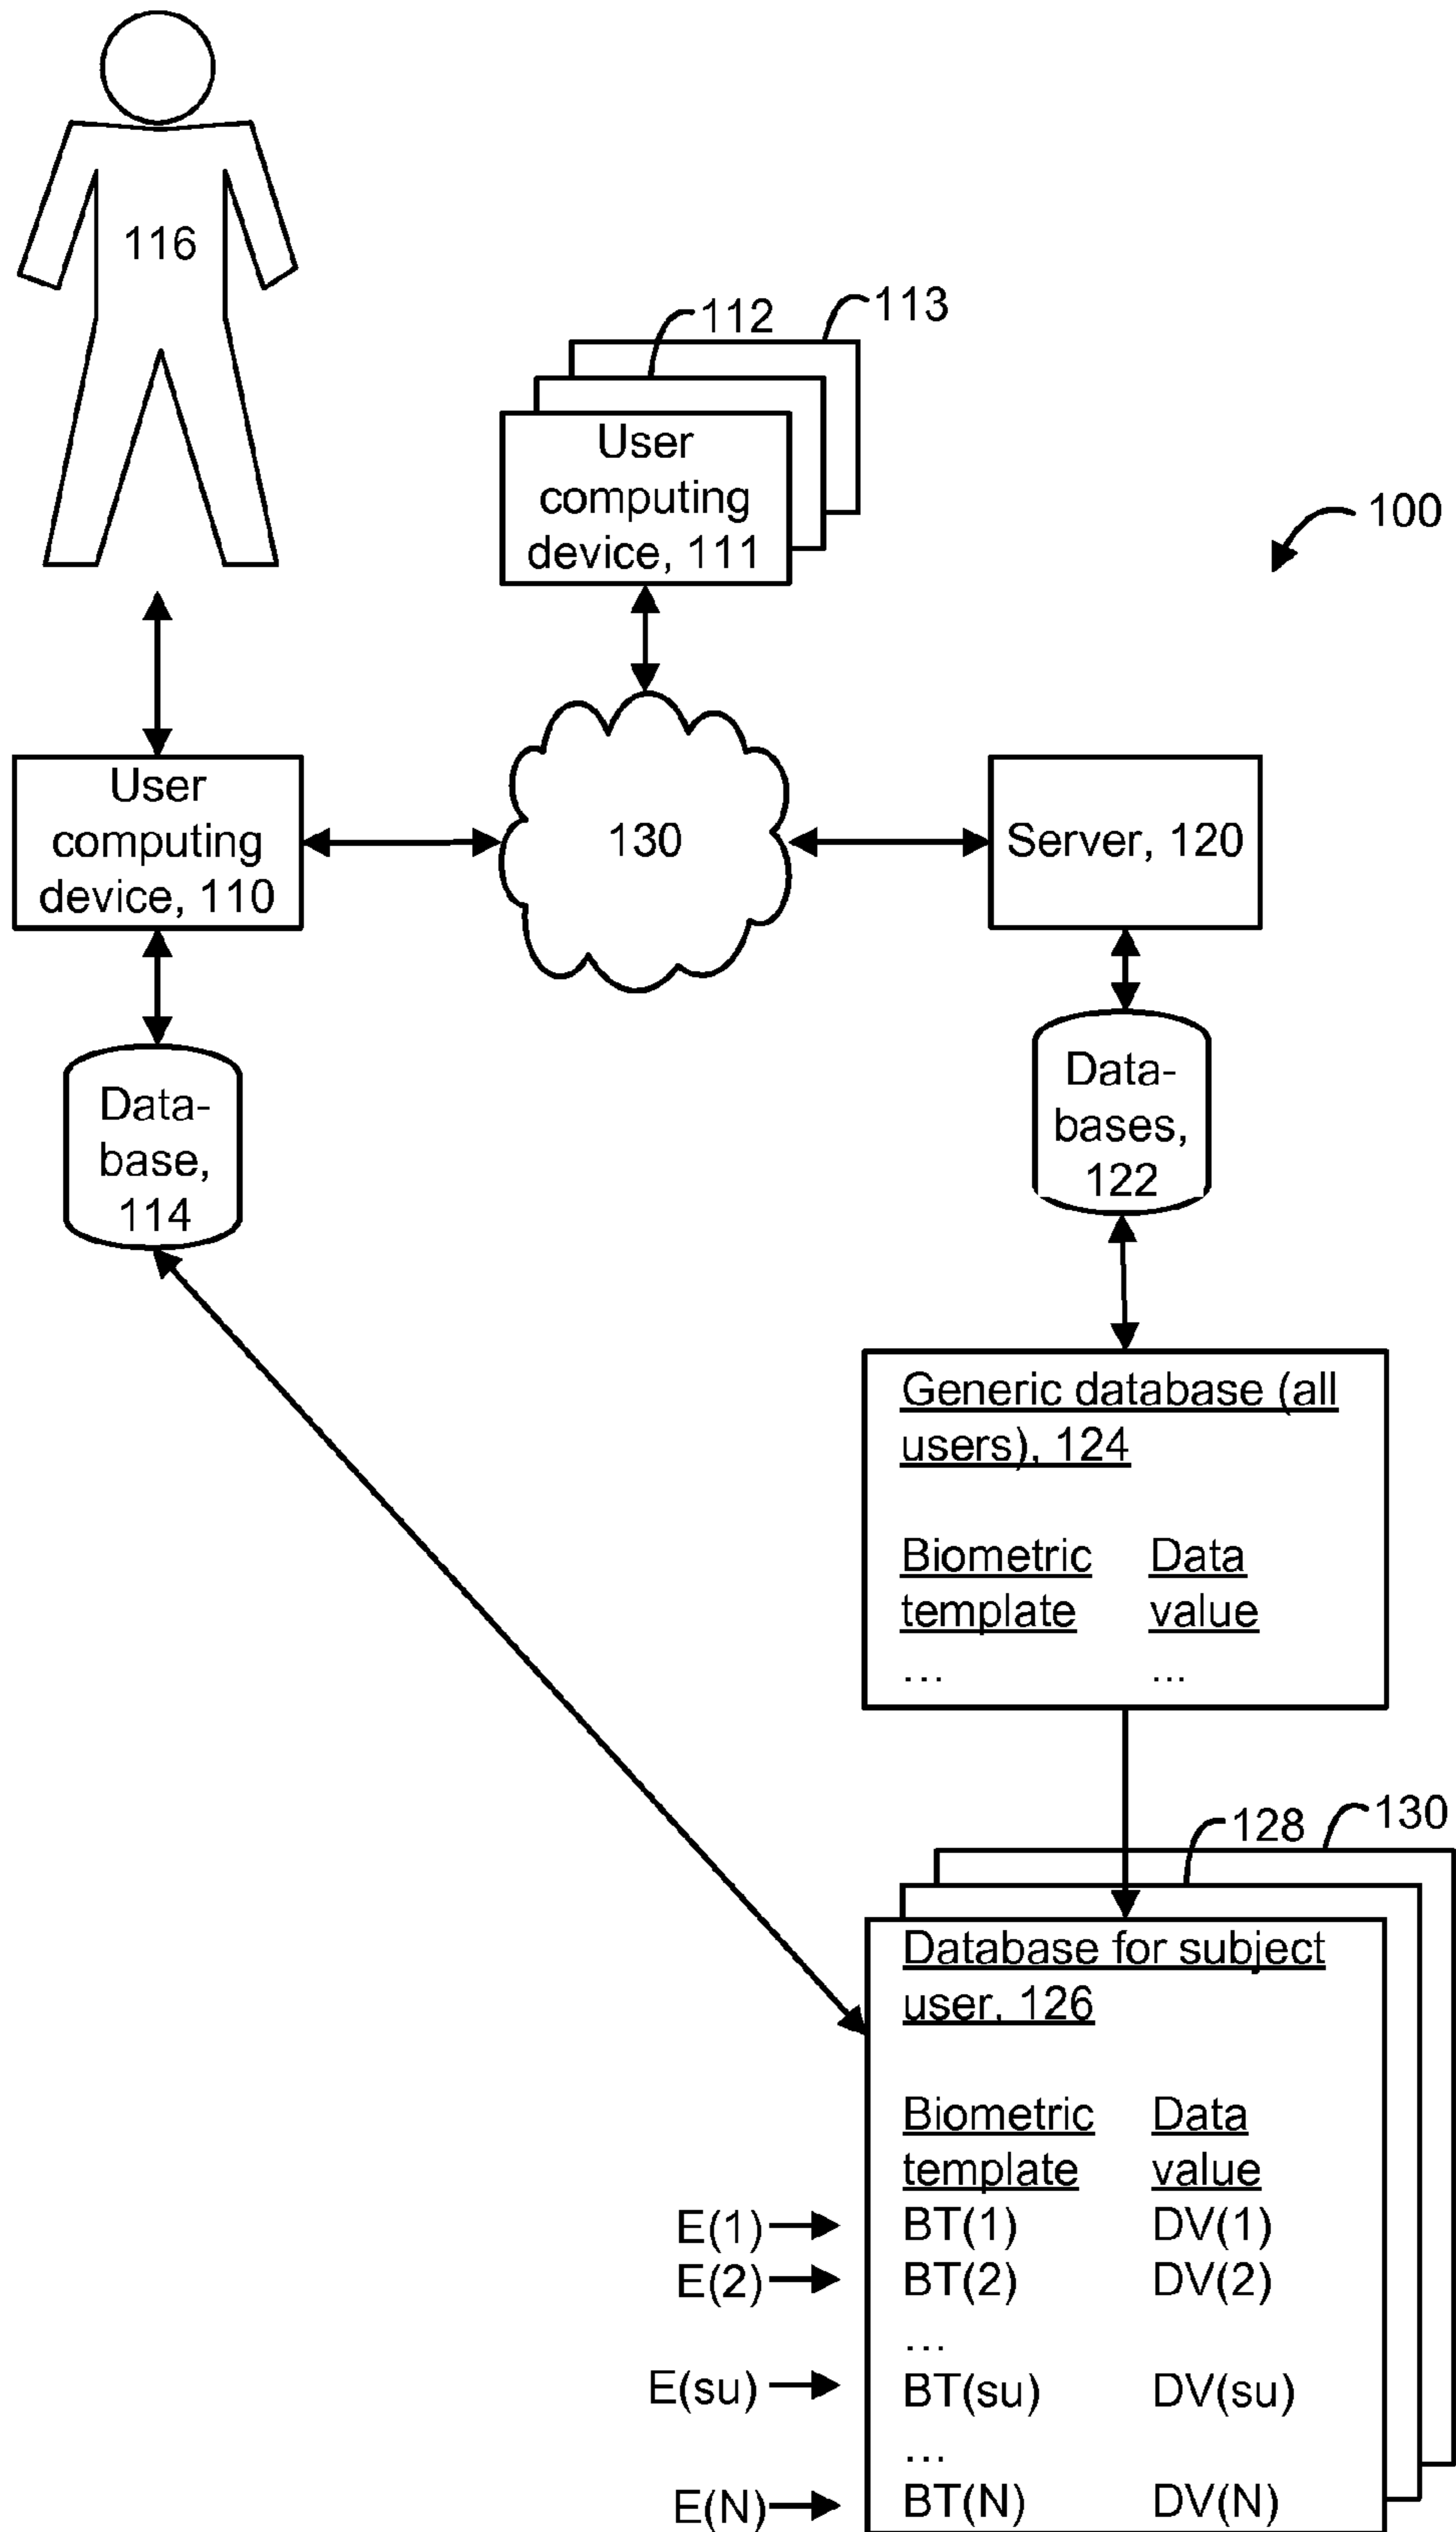 116
113
112
User
computing
device, 111
100
User
computing
device, 110
130
Server, 120
Data-
base,
114
Data-
bases,
122
Generic database (all
users), 124
Biometric Data
template value
... ...
130
128
Database for subject
user, 126
Biometric Data
template value
E(1) BT(1) DV(1)
E(2) BT(2) DV(2)
...
E(su) BT(su) DV(su)
...
E(N) BT(N) DV(N)